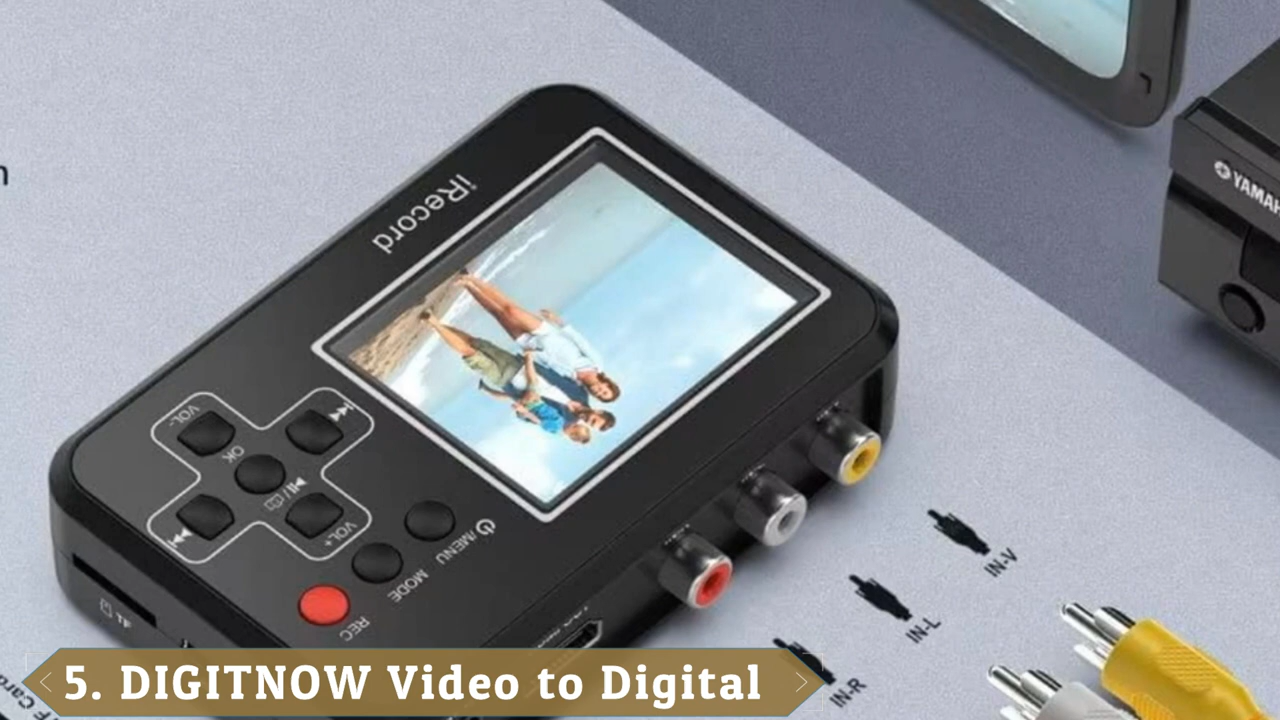 iRecord
YAMAH
VOL-
OK
VOL+
/MENU
MODE
REC
TF
IN-V
IN-L
IN-R
5. DIGITNOW Video to Digital